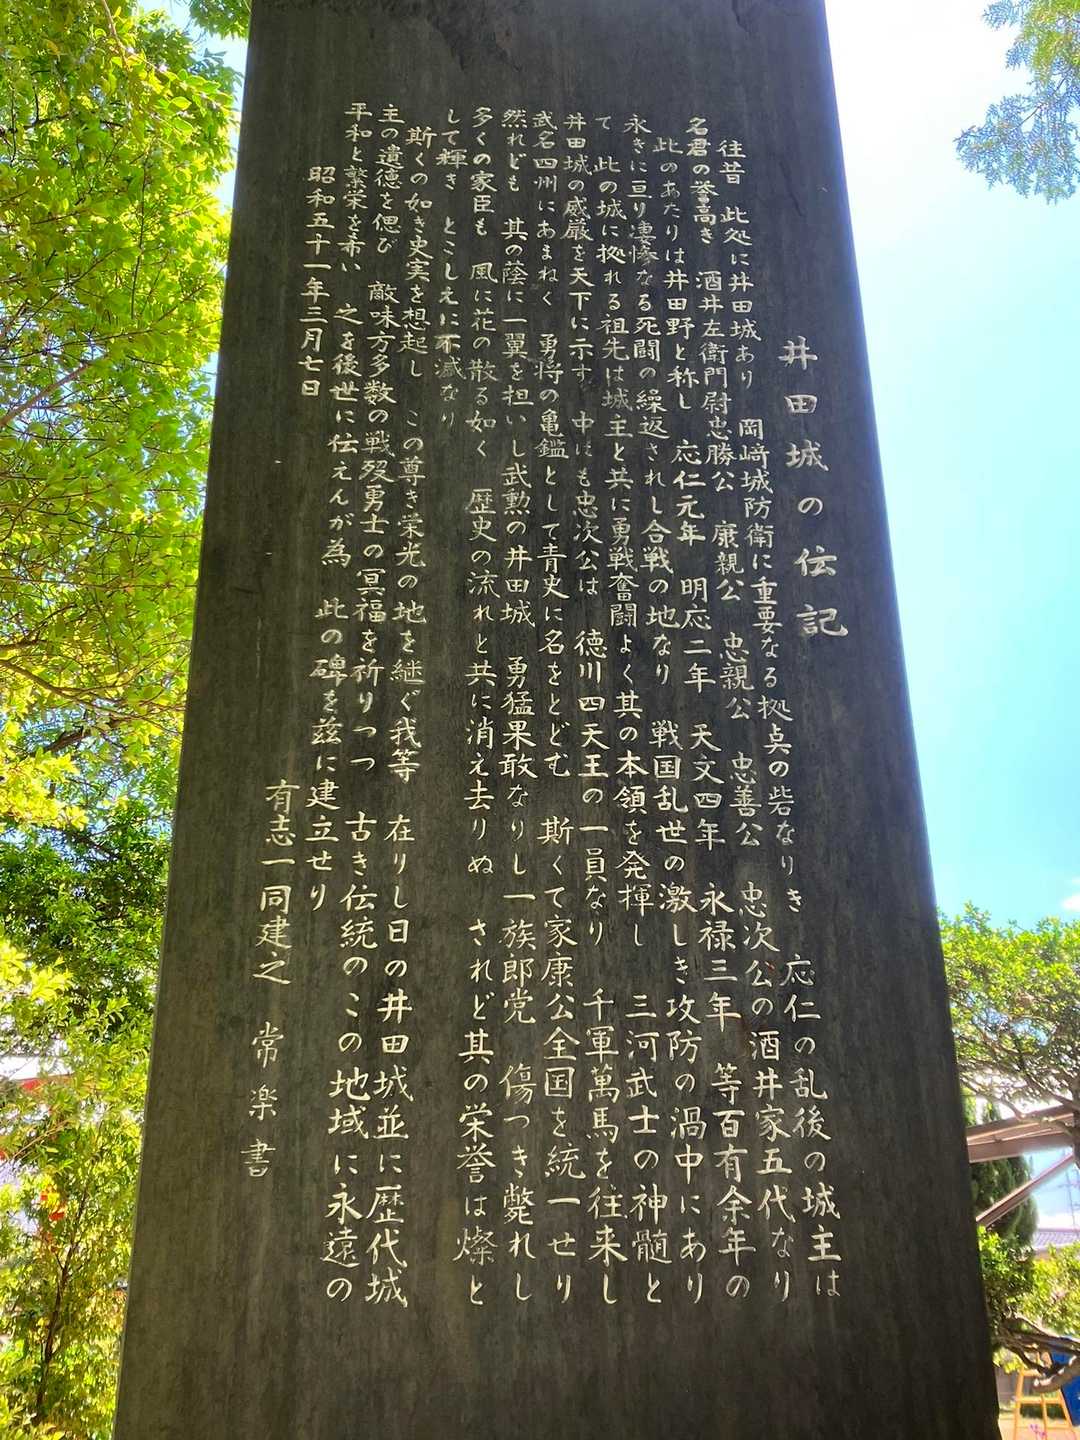 井田城の伝記
往昔 此処に井田城あり 岡﨑城防衛に重要なる拠点の砦なりき 応仁の乱後の城主は
名君の誉高き 酒井左衛門尉忠勝公 康親公 忠親公 忠善公 忠次公の酒井家五代なり
此のあたりは井田野と称し 応仁元年 明応二年 天文四年 永禄三年 等百有余年の
永きに亘り凄惨なる死闘の繰返されし合戦の地なり 戦国乱世の激しき攻防の渦中にあり
て 此の城に拠れる祖先は城主と共に勇戦奮闘よく其の本領を発揮し 三河武士の神髄と
井田城の威厳を天下に示す 中にも忠次公は 徳川四天王の一員なり 千軍萬馬を往来し
武名四州にあまねく 勇将の亀鑑として青史に名をとどむ 斯くて家康公全国を統一せり
然れども 其の蔭に一翼を担いし武勲の井田城 勇猛果敢なりし一族郎党 傷つき斃れし
多くの家臣も 風に花の散る如く 歴史の流れと共に消え去りぬ されど其の栄誉は燦と
して輝き とこしえに不滅なり
斯くの如き史実を想起し この尊き栄光の地を継ぐ我等 在りし日の井田城並に歴代城
主の遺徳を偲び 敵味方多数の戦歿勇士の冥福を祈りつつ 古き伝統のこの地域に永遠の
平和と繁栄を希い 之を後世に伝えんが為 此の碑を茲に建立せり
昭和五十一年三月七日
有志一同建之 常楽書